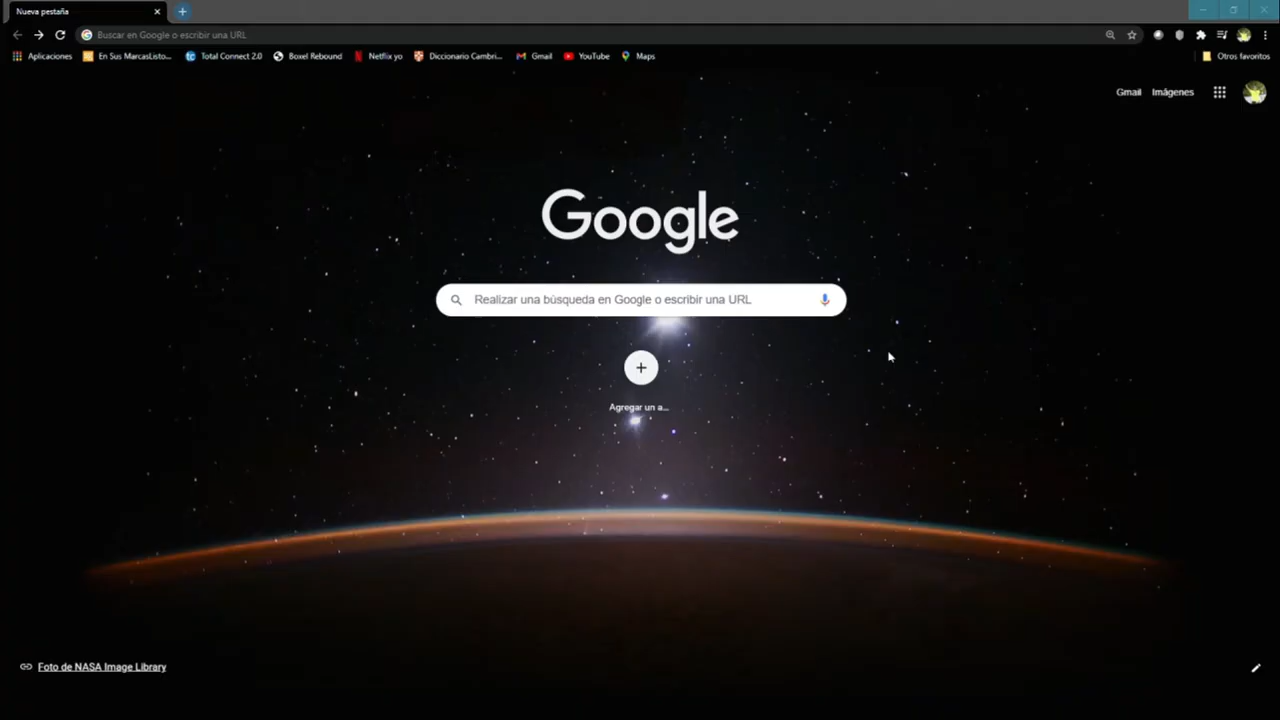 Nueva pestaña
Buscar en Google o escribir una URL
Aplicaciones En Sus MarcasListo... Total Connect 2.0 Boxel Rebound Netflix yo Diccionario Cambri... Gmail YouTube Maps Otros favoritos
Gmail Imágenes
Google
Realizar una búsqueda en Google o escribir una URL
Agregar un a...
Foto de NASA Image Library